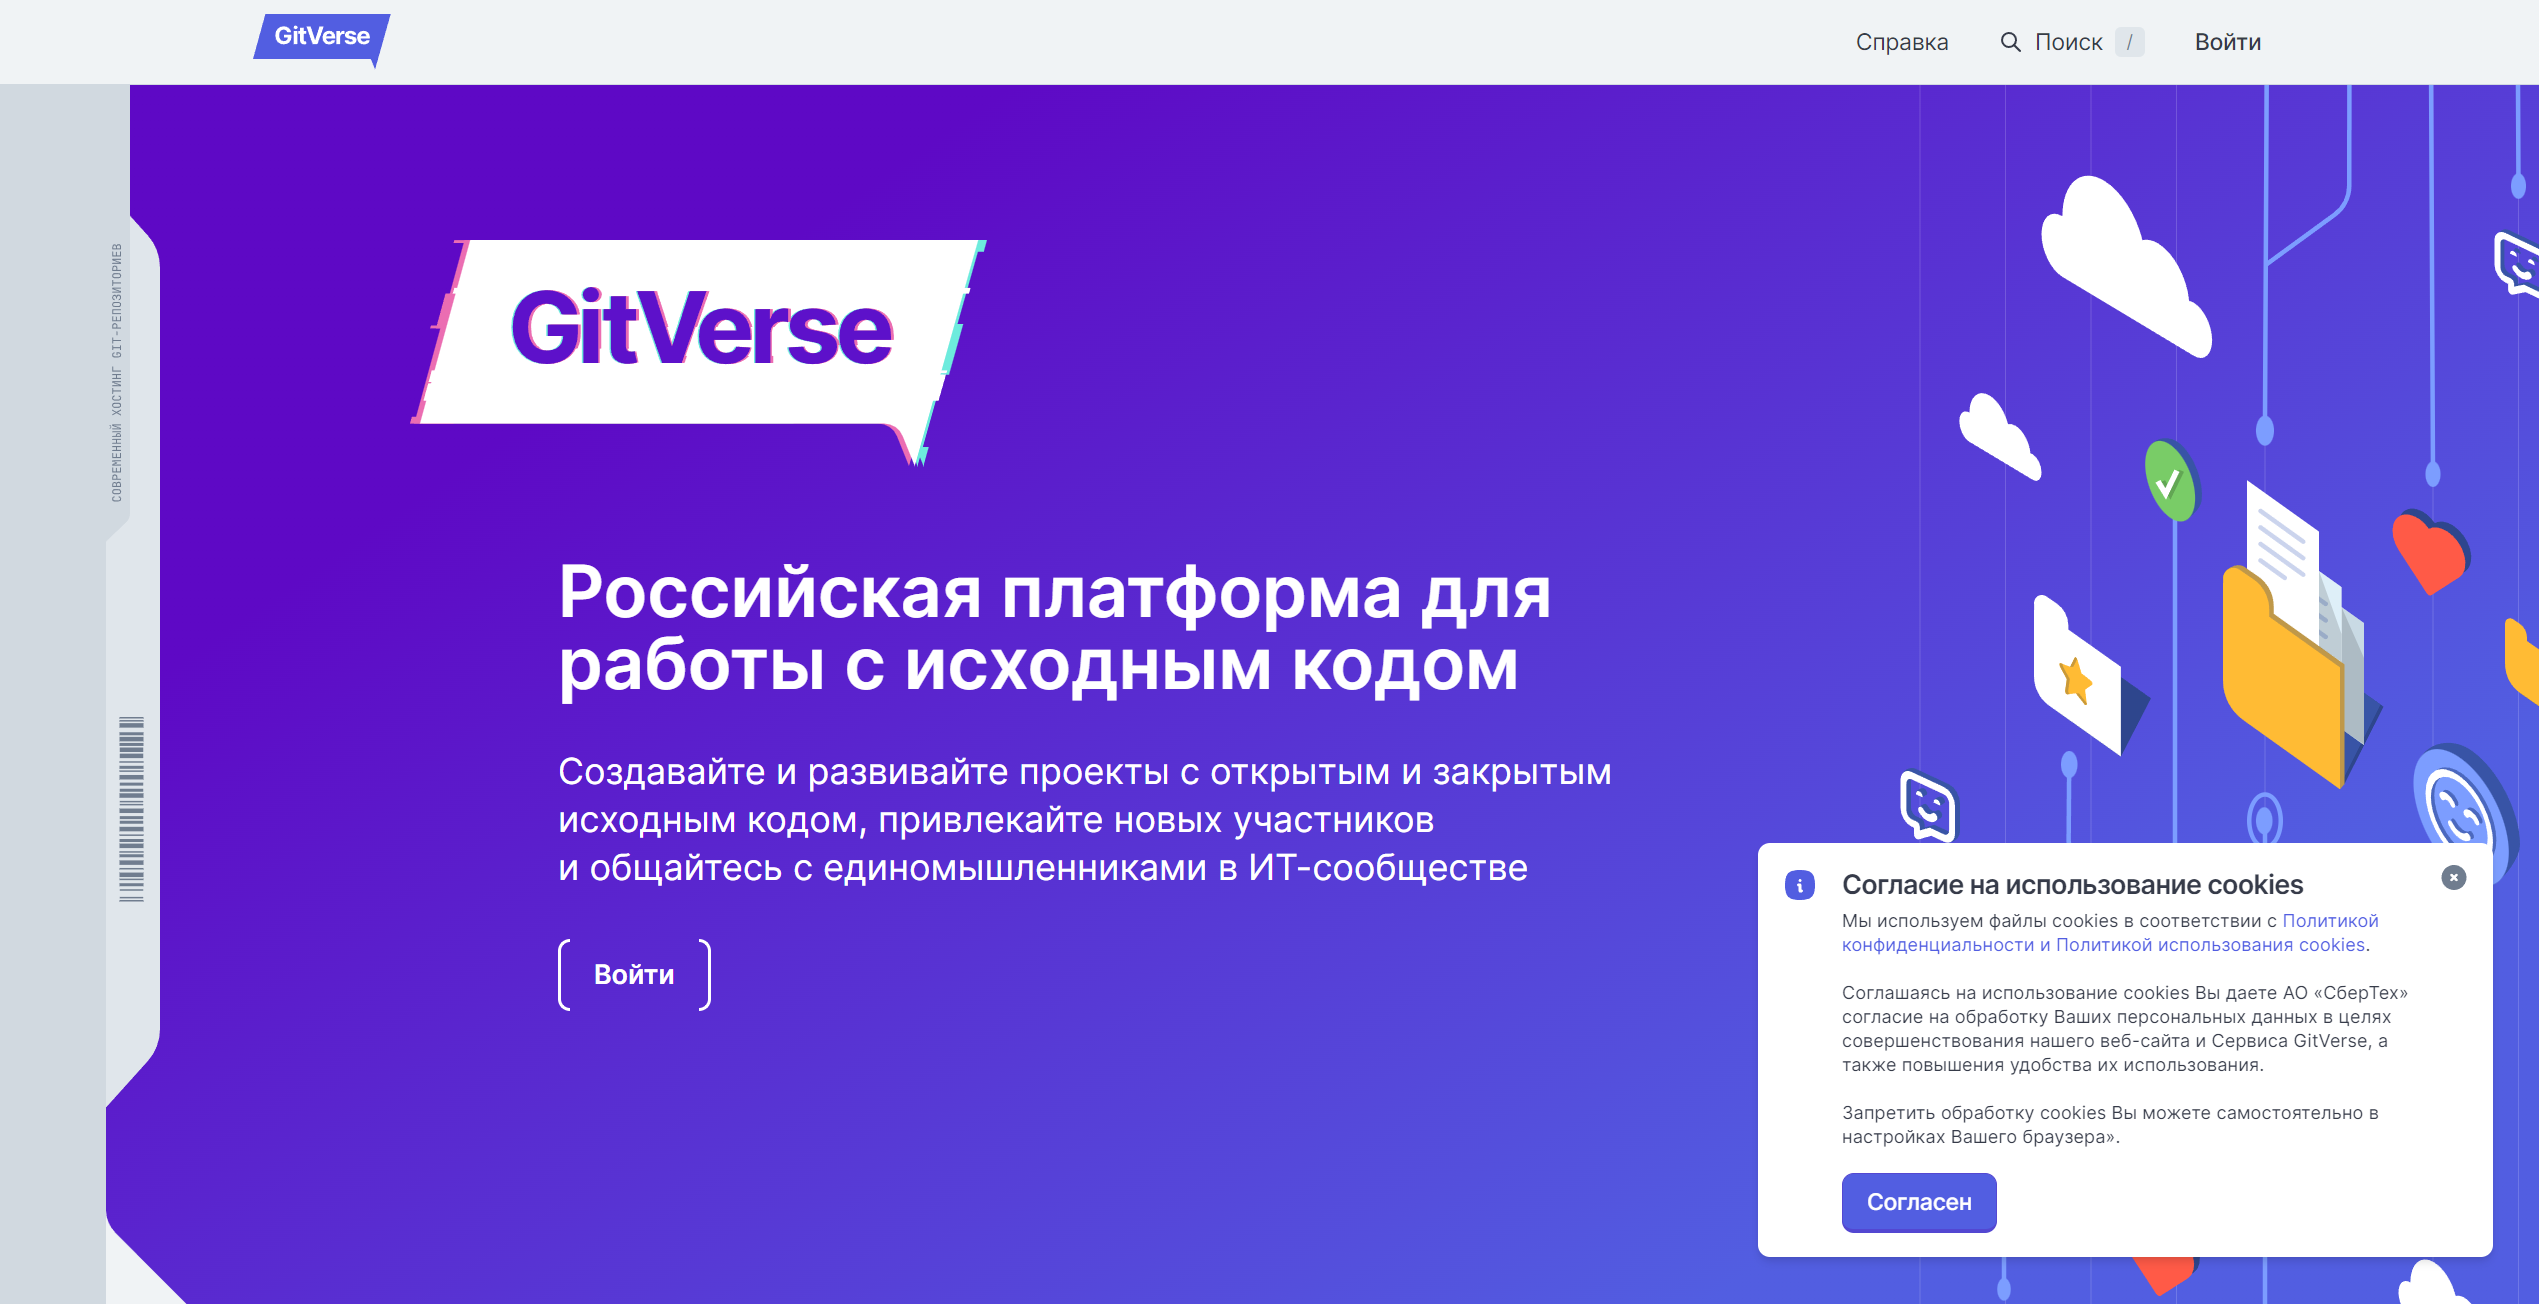 GitVerse
Справка
Поиск /
Войти
СОВРЕМЕННЫЙ ХОСТИНГ GIT-РЕПОЗИТОРИЕВ
GitVerse
Российская платформа для
работы с исходным кодом
Создавайте и развивайте проекты с открытым и закрытым
исходным кодом, привлекайте новых участников
и общайтесь с единомышленниками в ИТ-сообществе
Войти
Согласие на использование cookies
Мы используем файлы cookies в соответствии с Политикой
конфиденциальности и Политикой использования cookies.
Соглашаясь на использование cookies Вы даете АО «СберТех»
согласие на обработку Ваших персональных данных в целях
совершенствования нашего веб-сайта и Сервиса GitVerse, а
также повышения удобства их использования.
Запретить обработку cookies Вы можете самостоятельно в
настройках Вашего браузера».
Согласен